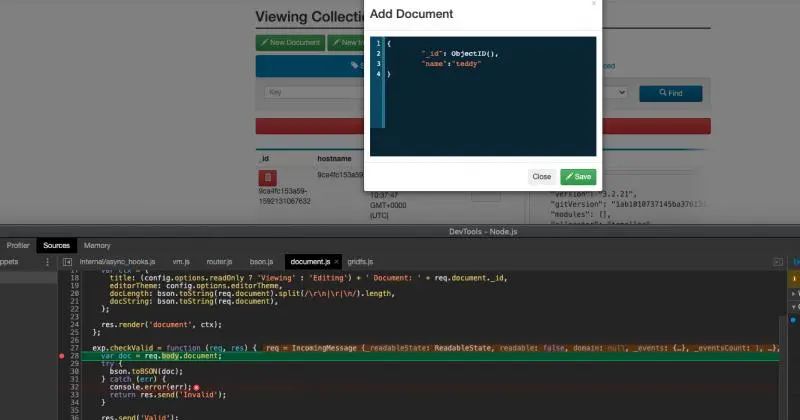 Viewing Collecti
Add Document
×
New Document
New In
1 {
2 "_id": ObjectID(),
3 "name":"teddy"
4 }
Key
Find
_id
hostname
Close
Save
9ca4fc153a59-
1592131067632
9ca4fc153a59
10:37:47
GMT+0000
(UTC)
"version": "3.2.21",
"modules": [],
DevTools - Node.js
Profiler
Sources
Memory
ppets
internal/async_hooks.js
vm.js
router.js
bson.js
document.js ×
gridfs.js
17 var ctx = {
18 title: (config.options.readOnly ? 'Viewing' : 'Editing') + ' Document: ' + req.document._id,
19 editorTheme: config.options.editorTheme,
20 docLength: bson.toString(req.document).split(/\r\n|\r|\n/).length,
21 docString: bson.toString(req.document),
22 };
24 res.render('document', ctx);
25 };
27 exp.checkValid = function (req, res) { req = IncomingMessage {_readableState: ReadableState, readable: false, domain: null, _events: {…}, _eventsCount: 1, …},
28 var doc = req.body.document;
29 try {
30 bson.toBSON(doc);
31 } catch (err) {
32 console.error(err);
33 return res.send('Invalid');
34 }
36 res.send('Valid');